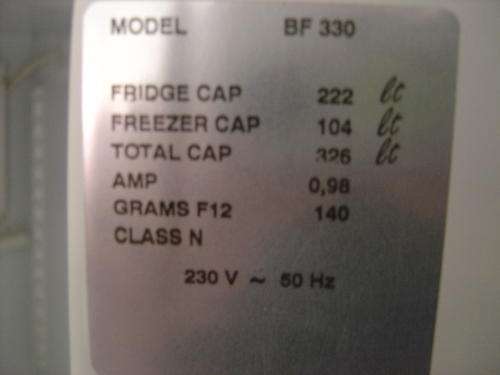 MODEL BF 330
FRIDGE CAP 222 lt
FREEZER CAP 104 lt
TOTAL CAP 326 lt
AMP 0,98
GRAMS F12 140
CLASS N
230 V ~ 50 Hz